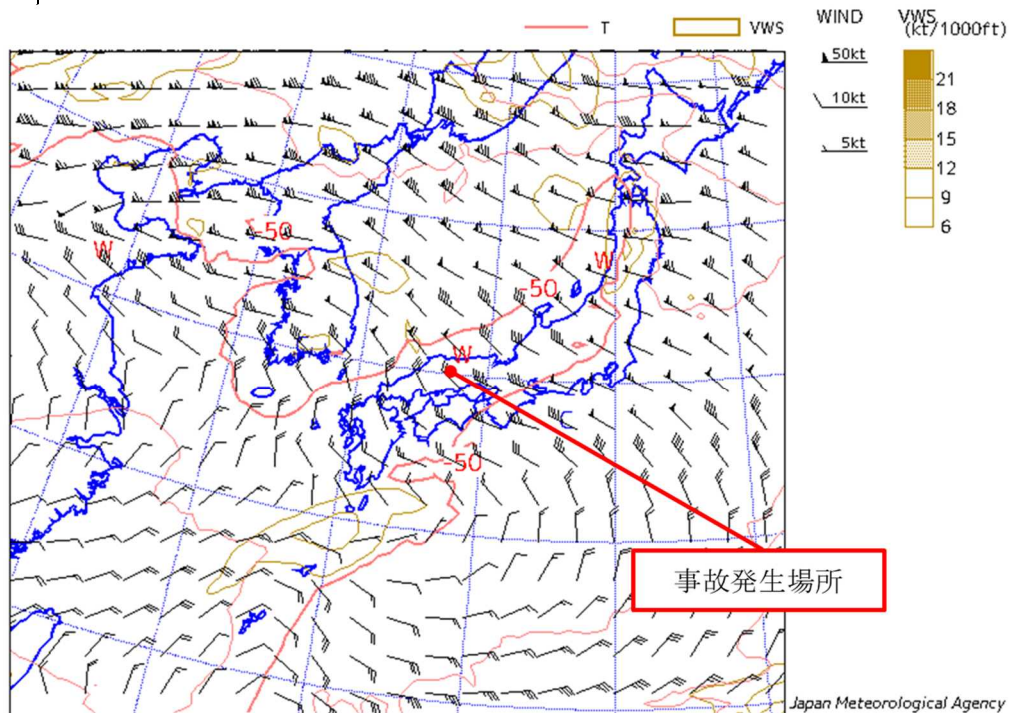 T
VWS
WIND
50kt
10kt
5kt
VWS
(kt/1000ft)
21
18
15
12
9
6
-50
W
W
-50
W
C
-50
事故発生場所
Japan Meteorological Agency